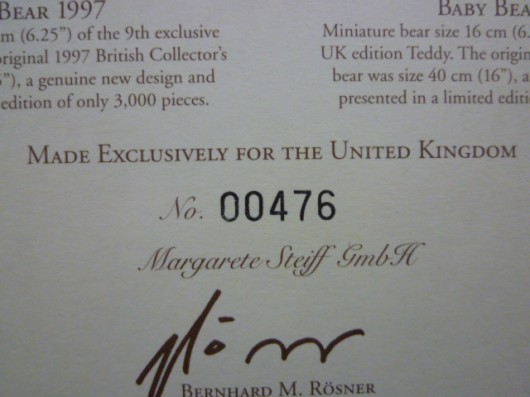 BEAR 1997
m (6.25”) of the 9th exclusive
riginal 1997 British Collector's
”), a genuine new design and
edition of only 3,000 pieces.
BABY BEA
Miniature bear size 16 cm (6.
UK edition Teddy. The origin
bear was size 40 cm (16”), a
presented in a limited editi
MADE EXCLUSIVELY FOR THE UNITED KINGDOM
No. 00476
Margarete Steiff GmbH
BERNHARD M. RÖSNER